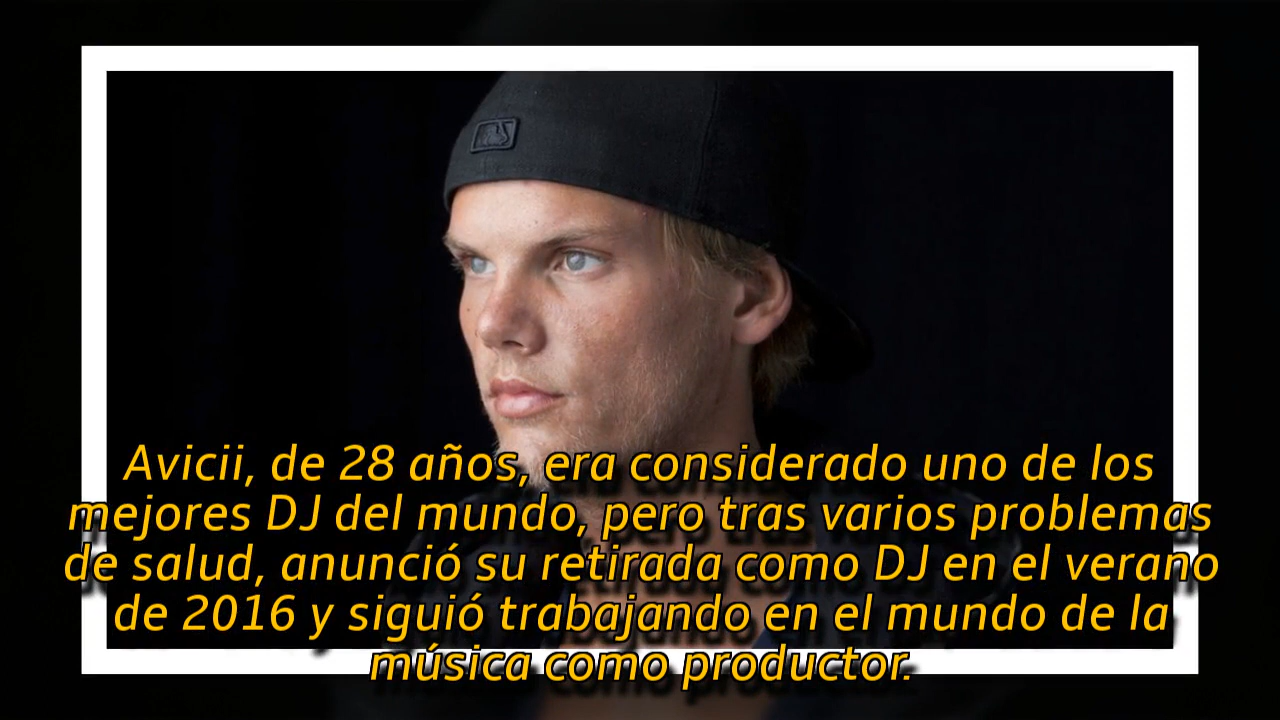 Avicii, de 28 años, era considerado uno de los
mejores DJ del mundo, pero tras varios problemas
de salud, anunció su retirada como DJ en el verano
de 2016 y siguió trabajando en el mundo de la
música como productor.